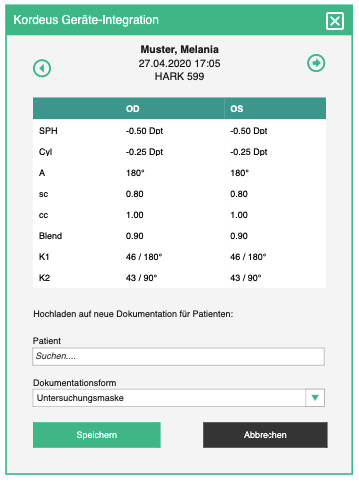 Kordeus Geräte-Integration
Muster, Melania
27.04.2020 17:05
HARK 599
OD OS
SPH -0.50 Dpt -0.50 Dpt
Cyl -0.25 Dpt -0.25 Dpt
A 180° 180°
sc 0.80 0.80
cc 1.00 1.00
Blend 0.90 0.90
K1 46 / 180° 46 / 180°
K2 43 / 90° 43 / 90°
Hochladen auf neue Dokumentation für Patienten:
Patient
Suchen....
Dokumentationsform
Untersuchungsmaske
Speichern Abbrechen